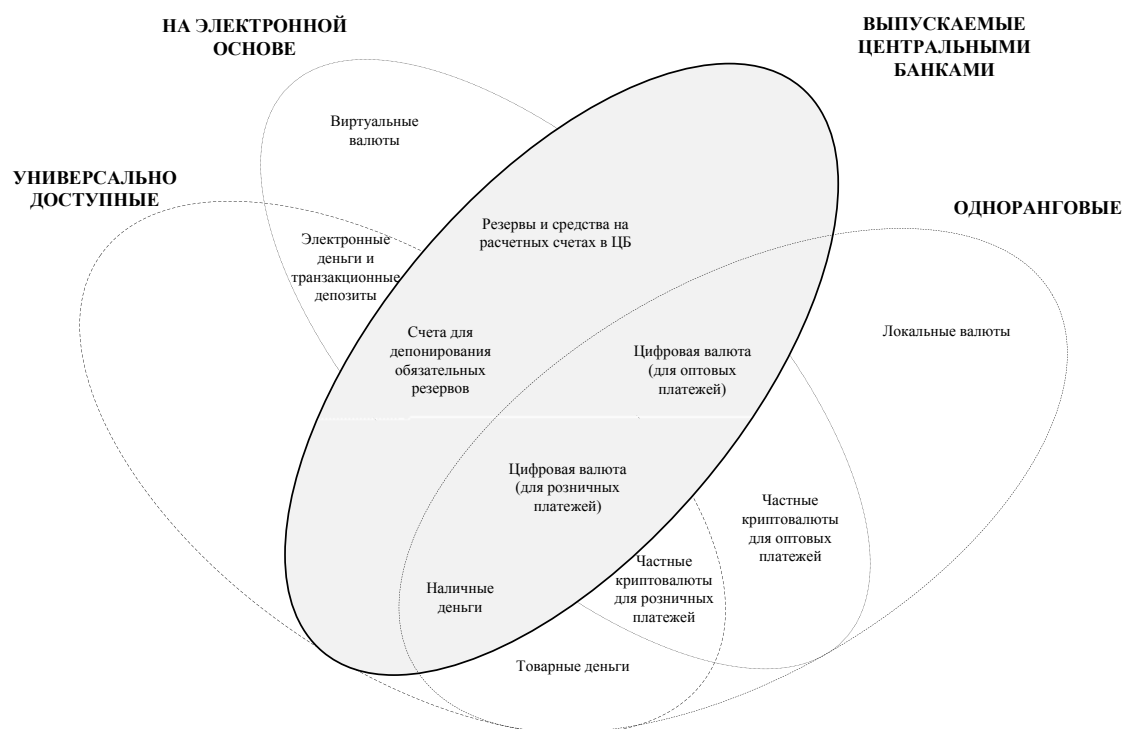 НА ЭЛЕКТРОННОЙ
ОСНОВЕ
ВЫПУСКАЕМЫЕ
ЦЕНТРАЛЬНЫМИ
БАНКАМИ
Виртуальные
валюты
УНИВЕРСАЛЬНО
ДОСТУПНЫЕ
ОДНОРАНГОВЫЕ
Резервы и средства на
расчетных счетах в ЦБ
Электронные
деньги и
транзакционные
депозиты
Счета для
депонирования
обязательных
резервов
Цифровая валюта
(для оптовых
платежей)
Локальные валюты
Цифровая валюта
(для розничных
платежей)
Частные
криптовалюты
для оптовых
платежей
Наличные
деньги
Частные
криптовалюты
для розничных
платежей
Товарные деньги